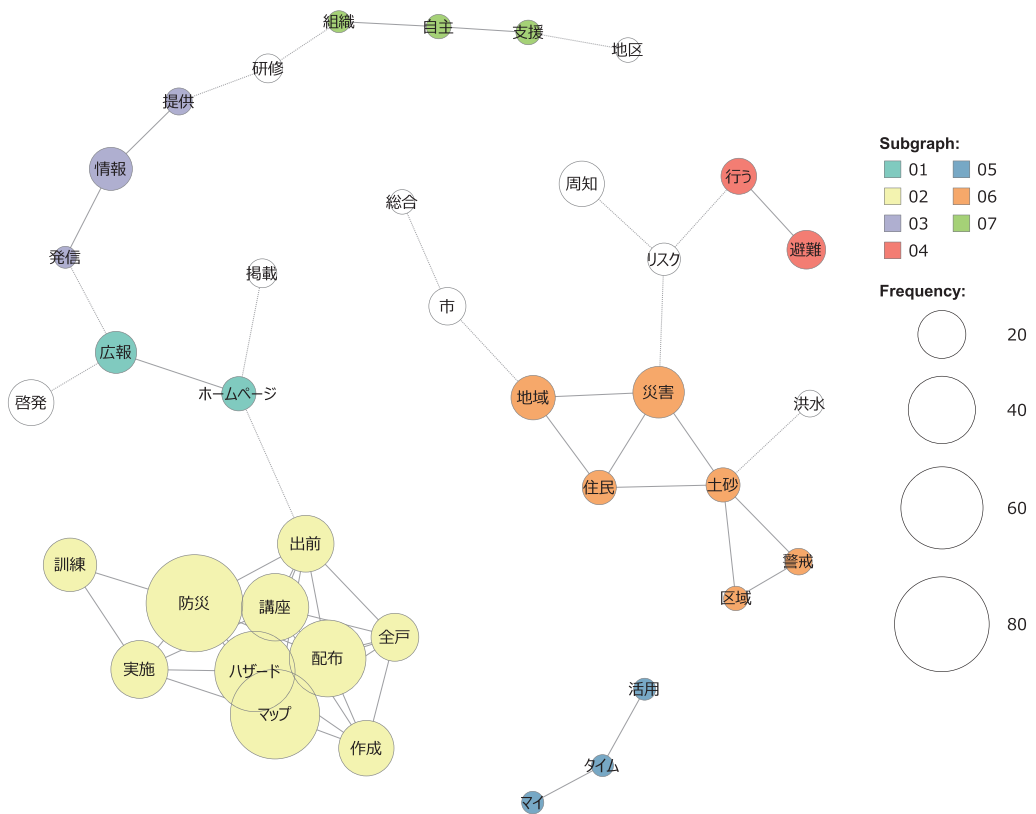 組織
自主
支援
地区
研修
提供
情報
発信
総合
周知
行う
避難
リスク
掲載
市
広報
啓発
ホームページ
地域
災害
洪水
住民
土砂
警戒
区域
出前
訓練
防災
講座
全戸
配布
実施
ハザード
マップ
作成
活用
タイム
マイ
Subgraph:
01 05
02 06
03 07
04
Frequency:
20
40
60
80